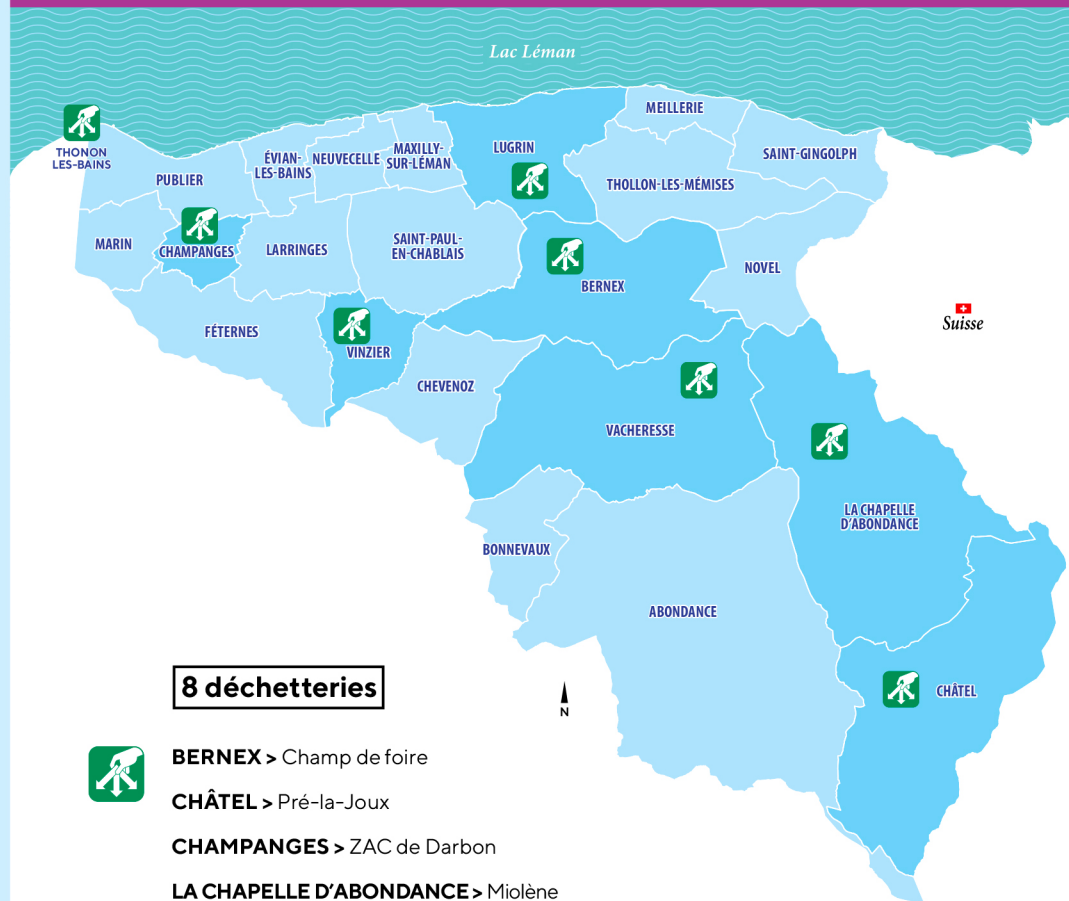 Lac Léman
THONON
LES-BAINS
PUBLIER
ÉVIAN-
LES-BAINS
NEUVECELLE
MAXILLY-
SUR-LÉMAN
LUGRIN
MEILLERIE
SAINT-GINGOLPH
THOLLON-LES-MÉMISES
MARIN
CHAMPANGES
LARRINGES
SAINT-PAUL-
EN-CHABLAIS
BERNEX
NOVEL
Suisse
FÉTERNES
VINZIER
CHEVENOZ
VACHERESSE
LA CHAPELLE
D'ABONDANCE
BONNEVAUX
ABONDANCE
CHÂTEL
N
8 déchetteries
BERNEX > Champ de foire
CHÂTEL > Pré-la-Joux
CHAMPANGES > ZAC de Darbon
LA CHAPELLE D'ABONDANCE > Miolène